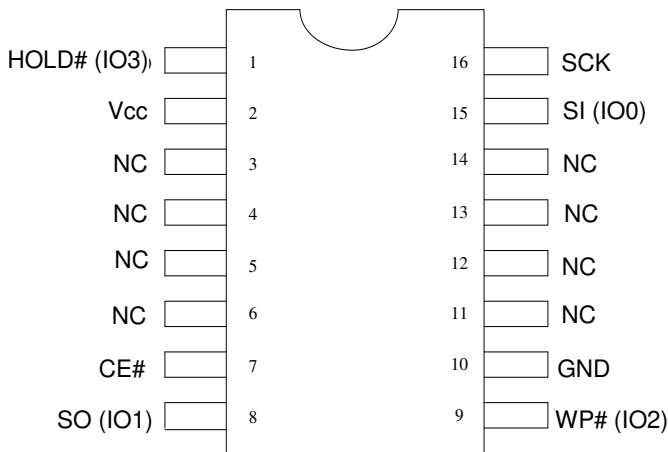 HOLD# (IO3) 1 16 SCK
Vcc 2 15 SI (IO0)
NC 3 14 NC
NC 4 13 NC
NC 5 12 NC
NC 6 11 NC
CE# 7 10 GND
SO (IO1) 8 9 WP# (IO2)